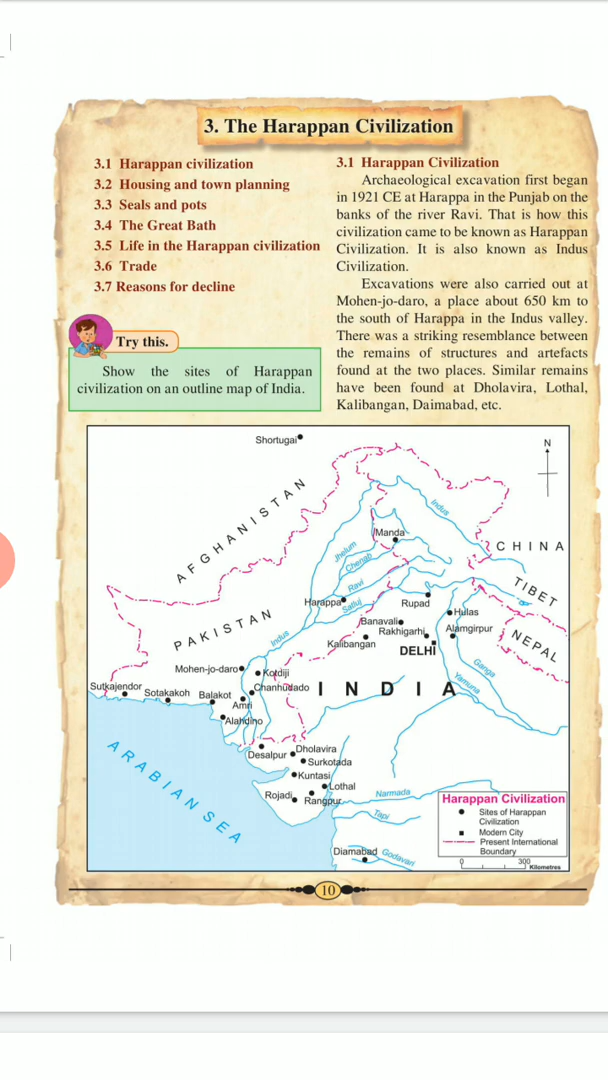 3. The Harappan Civilization
3.1 Harappan civilization
3.2 Housing and town planning
3.3 Seals and pots
3.4 The Great Bath
3.5 Life in the Harappan civilization
3.6 Trade
3.7 Reasons for decline
Try this.
Show the sites of Harappan
civilization on an outline map of India.
3.1 Harappan Civilization
Archaeological excavation first began
in 1921 CE at Harappa in the Punjab on the
banks of the river Ravi. That is how this
civilization came to be known as Harappan
Civilization. It is also known as Indus
Civilization.
Excavations were also carried out at
Mohen-jo-daro, a place about 650 km to
the south of Harappa in the Indus valley.
There was a striking resemblance between
the remains of structures and artefacts
found at the two places. Similar remains
have been found at Dholavira, Lothal,
Kalibangan, Daimabad, etc.
Shortugai
N
AFGHANISTAN
Indus
Manda
Jhelum
Chenab
CHINA
Ravi
TIBET
Harappa
Satluj
Rupad
Hulas
PAKISTAN
Banavali
Rakhigarhi
Alamgirpur
NEPAL
Indus
Kalibangan
DELHI
Mohen-jo-daro
Kotdiji
Ganga
Yamuna
Sutkajendor
Sotakakoh
Balakot
Chanhudado
INDIA
Amri
Alahdino
ARABIAN SEA
Desalpur
Dholavira
Surkotada
Kuntasi
Lothal
Rojadi
Rangpur
Narmada
Tapi
Diamabad
Godavari
Harappan Civilization
Sites of Harappan
Civilization
Modern City
Present International
Boundary
0 300
Kilometres
10